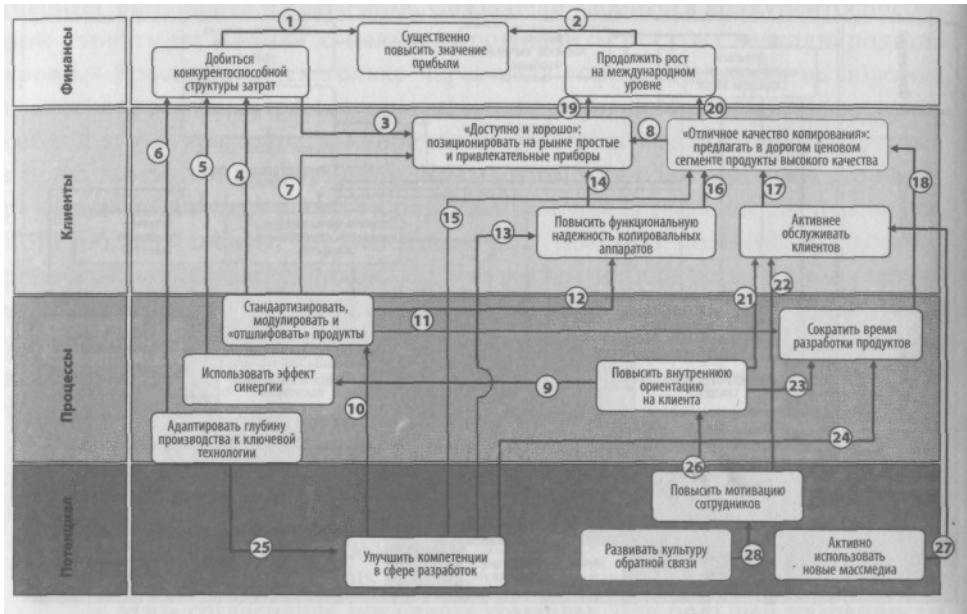 Финансы
1
2
Существенно
повысить значение
прибыли
Добиться
конкурентоспособной
структуры затрат
Продолжить рост
на международном
уровне
Клиенты
19
20
3
8
6
5
4
7
«Доступно и хорошо»:
позиционировать на рынке простые
и привлекательные приборы
«Отличное качество копирования»:
предлагать в дорогом ценовом
сегменте продукты высокого качества
14
16
17
18
15
13
Повысить функциональную
надежность копировальных
аппаратов
Активнее
обслуживать
клиентов
22
12
21
Процессы
11
Стандартизировать,
модулировать и
«отшлифовать» продукты
Сократить время
разработки продуктов
Использовать эффект
синергии
9
Повысить внутреннюю
ориентацию
на клиента
23
10
Адаптировать глубину
производства к ключевой
технологии
24
Потенциал
26
Повысить мотивацию
сотрудников
25
Улучшить компетенции
в сфере разработок
Развивать культуру
обратной связи
28
Активно
использовать
новые массмедиа
27